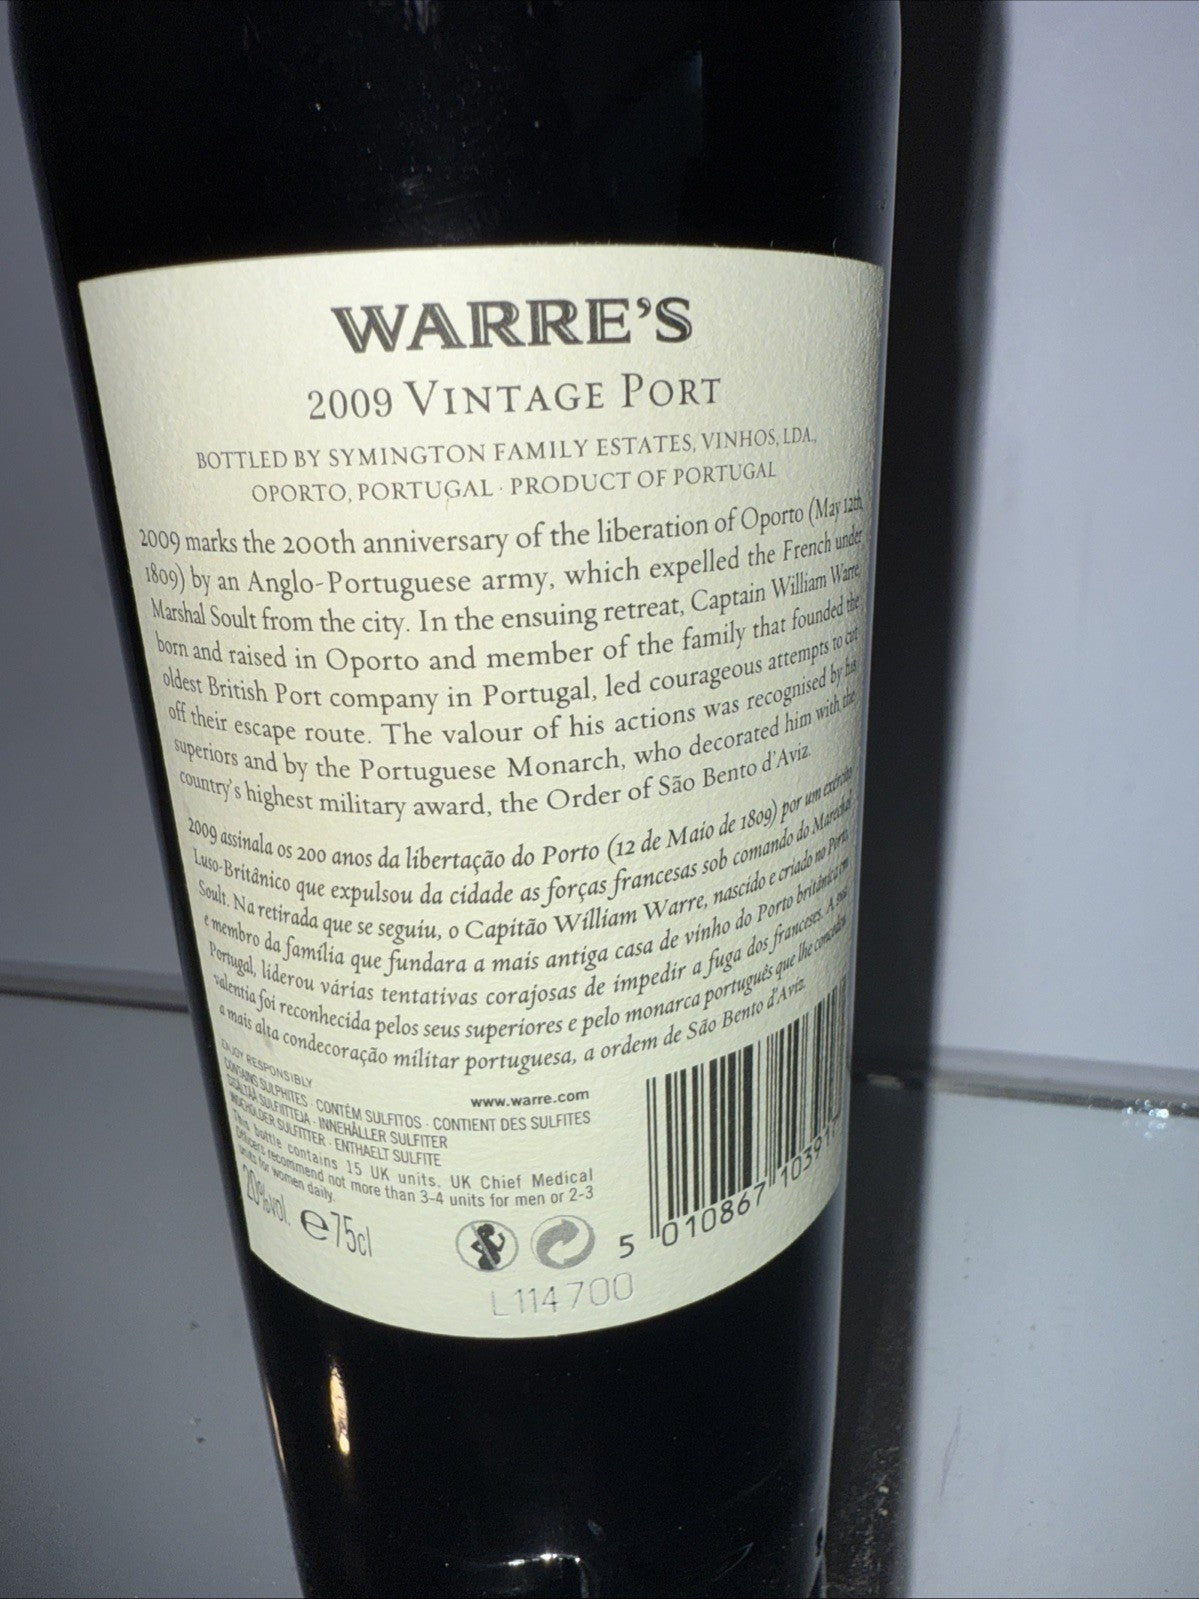 WARRE'S
2009 VINTAGE PORT
BOTTLED BY SYMINGTON FAMILY ESTATES, VINHOS, LDA.,
OPORTO, PORTUGAL · PRODUCT OF PORTUGAL
2009 marks the 200th anniversary of the liberation of Oporto (May 12th,
1809) by an Anglo-Portuguese army, which expelled the French under
Marshal Soult from the city. In the ensuing retreat, Captain William Warre,
born and raised in Oporto and member of the family that founded the
oldest British Port company in Portugal, led courageous attempts to cut
off their escape route. The valour of his actions was recognised by his
superiors and by the Portuguese Monarch, who decorated him with the
country's highest military award, the Order of São Bento d'Aviz.
2009 assinala os 200 anos da libertação do Porto (12 de Maio de 1809) por um exército
Luso-Britânico que expulsou da cidade as forças francesas sob comando do Marechal
Soult. Na retirada que se seguiu, o Capitão William Warre, nascido e criado no Porto,
e membro da família que fundara a mais antiga casa de vinho do Porto britânica em
Portugal, liderou várias tentativas corajosas de impedir a fuga dos franceses. A sua
valentia foi reconhecida pelos seus superiores e pelo monarca português que lhe concedeu
a mais alta condecoração militar portuguesa, a ordem de São Bento d'Aviz.
ENJOY RESPONSIBLY
www.warre.com
CONTAINS SULPHITES · CONTÉM SULFITOS · CONTIENT DES SULFITES
SISÄLTÄÄ SULFIITTEJA · INNEHÅLLER SULFITER
INDEHOLDER SULFITTER · ENTHAELT SULFITE
This bottle contains 15 UK units. UK Chief Medical
Officers recommend not more than 3-4 units for men or 2-3
units for women daily.
20%vol. e75cl
5 010867 10391
L114700